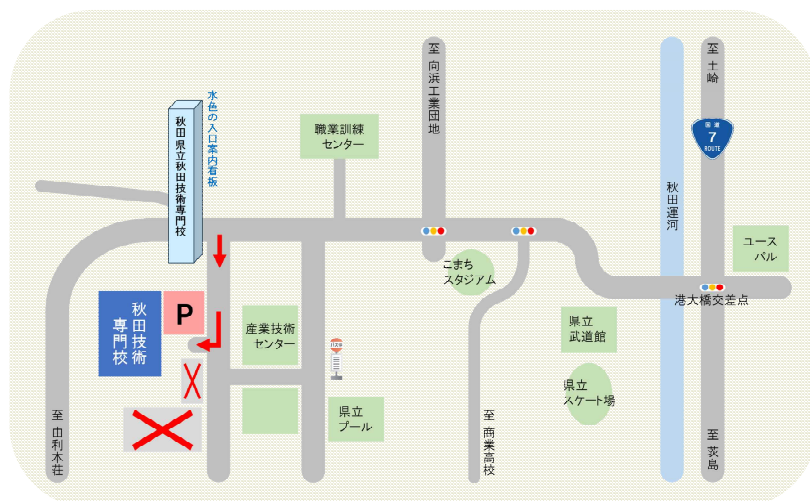 至 向浜工業団地
至 土崎
国道
7
ROUTE
水色の入口案内看板
秋田県立秋田技術専門校
職業訓練
センター
秋田運河
ユース
パル
こまち
スタジアム
港大橋交差点
秋田技術
専門校
P
産業技術
センター
県立
武道館
バス停
県立
スケート場
県立
プール
至 由利本荘
至 商業高校
至 茨島